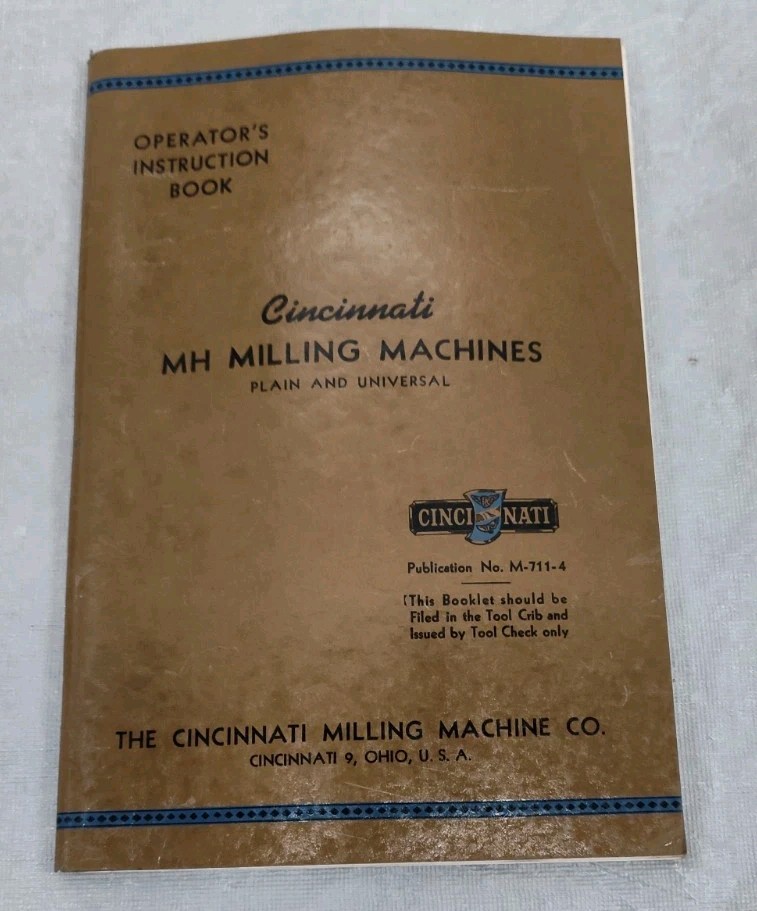 OPERATOR'S
INSTRUCTION
BOOK
Cincinnati
MH MILLING MACHINES
PLAIN AND UNIVERSAL
CINCINNATI
Publication No. M-711-4
(This Booklet should be
Filed in the Tool Crib and
Issued by Tool Check only
THE CINCINNATI MILLING MACHINE CO.
CINCINNATI 9, OHIO, U. S. A.